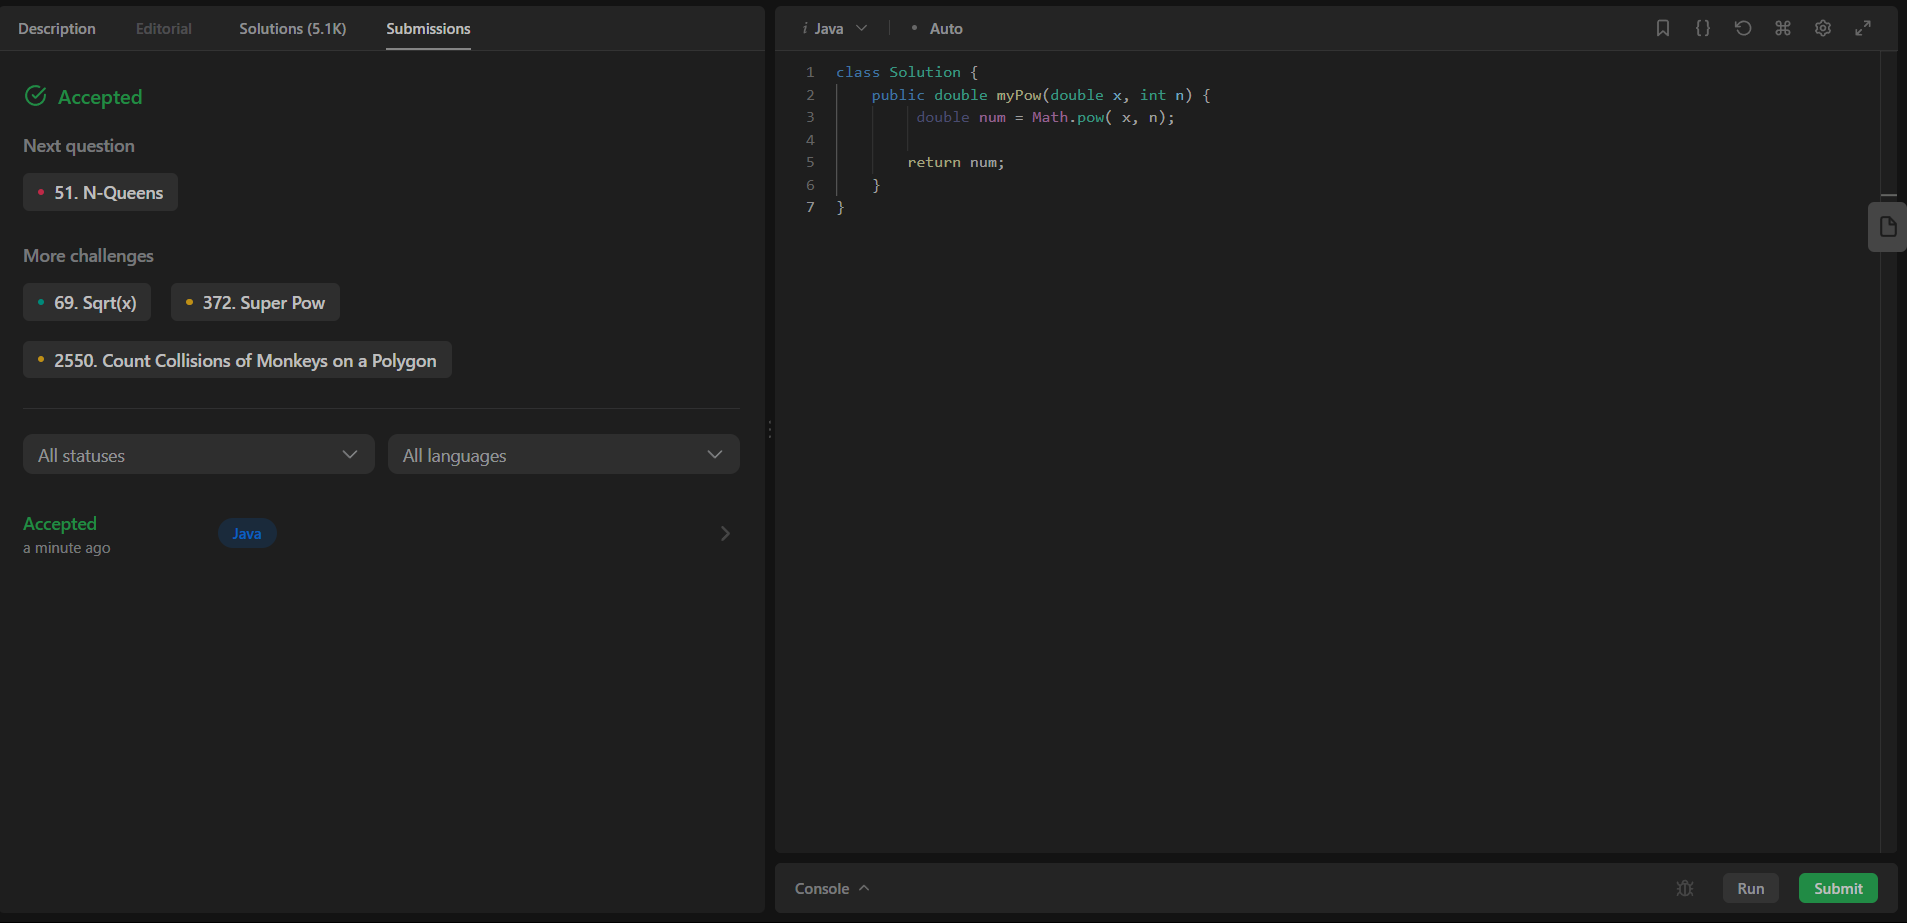 Description Editorial Solutions (5.1K) Submissions
Accepted
Next question
51. N-Queens
More challenges
69. Sqrt(x) 372. Super Pow
2550. Count Collisions of Monkeys on a Polygon
All statuses All languages
Accepted
a minute ago
Java
i Java Auto
1 class Solution {
2 public double myPow(double x, int n) {
3 double num = Math.pow( x, n);
4
5 return num;
6 }
7 }
Console Run Submit